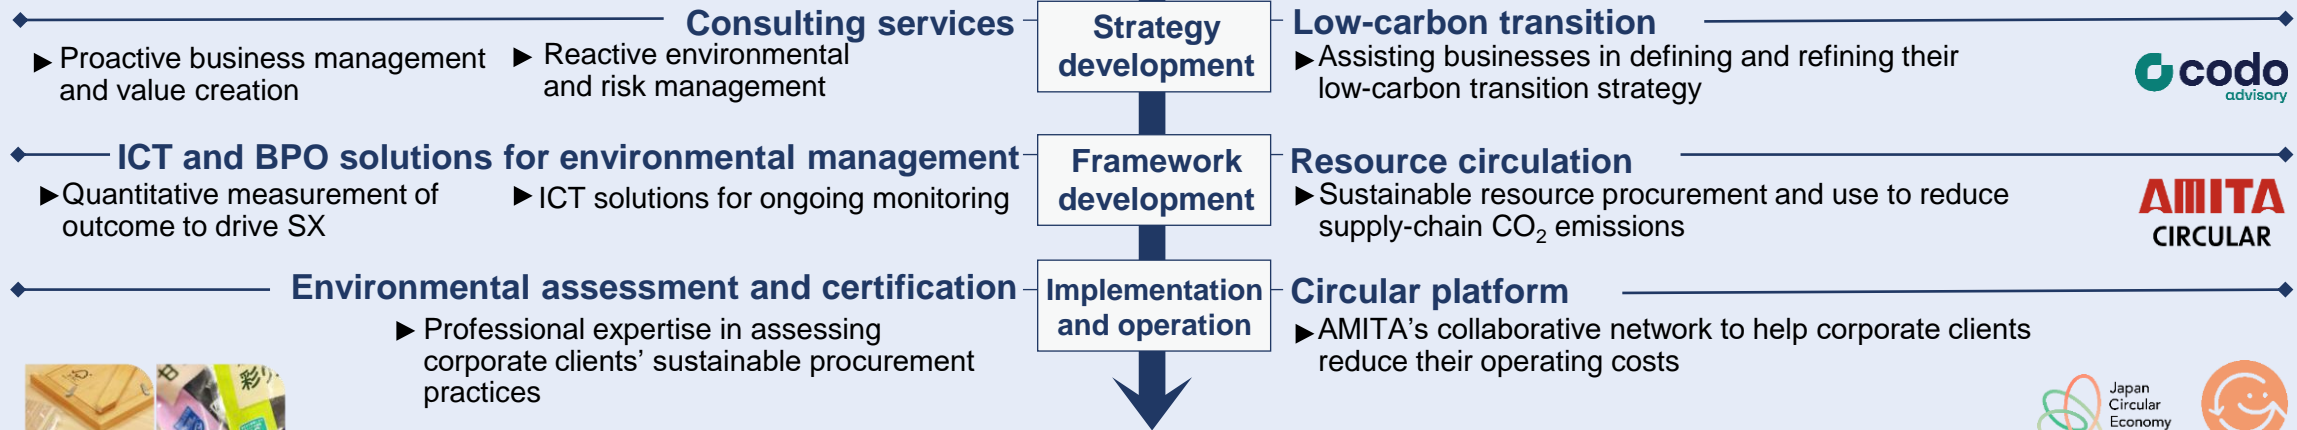 Consulting services
▶ Proactive business management
and value creation
▶ Reactive environmental
and risk management
Strategy
development
Low-carbon transition
▶ Assisting businesses in defining and refining their
low-carbon transition strategy
codo
advisory
ICT and BPO solutions for environmental management
▶ Quantitative measurement of
outcome to drive SX
▶ ICT solutions for ongoing monitoring
Framework
development
Resource circulation
▶ Sustainable resource procurement and use to reduce
supply-chain CO₂ emissions
AMITA
CIRCULAR
Environmental assessment and certification
▶ Professional expertise in assessing
corporate clients' sustainable procurement
practices
Implementation
and operation
Circular platform
▶ AMITA's collaborative network to help corporate clients
reduce their operating costs
Japan
Circular
Economy